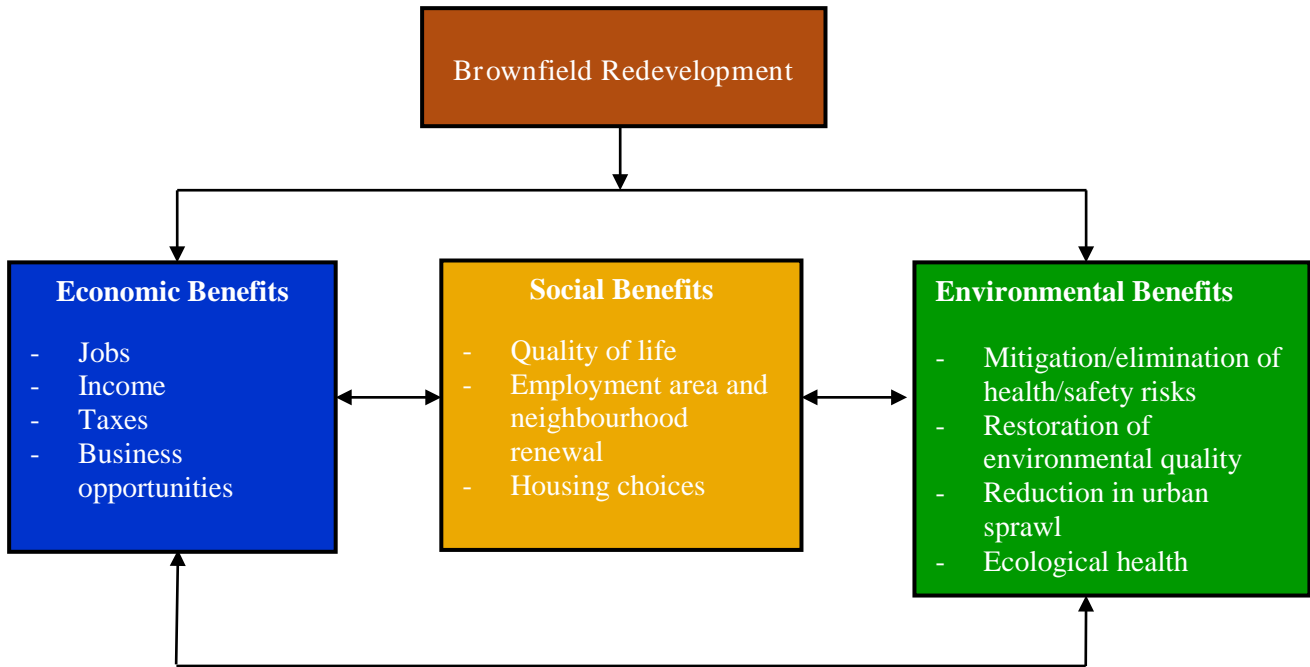 Brownfield Redevelopment
Economic Benefits
- Jobs
- Income
- Taxes
- Business
opportunities
Social Benefits
- Quality of life
- Employment area and
neighbourhood
renewal
- Housing choices
Environmental Benefits
- Mitigation/elimination of
health/safety risks
- Restoration of
environmental quality
- Reduction in urban
sprawl
- Ecological health